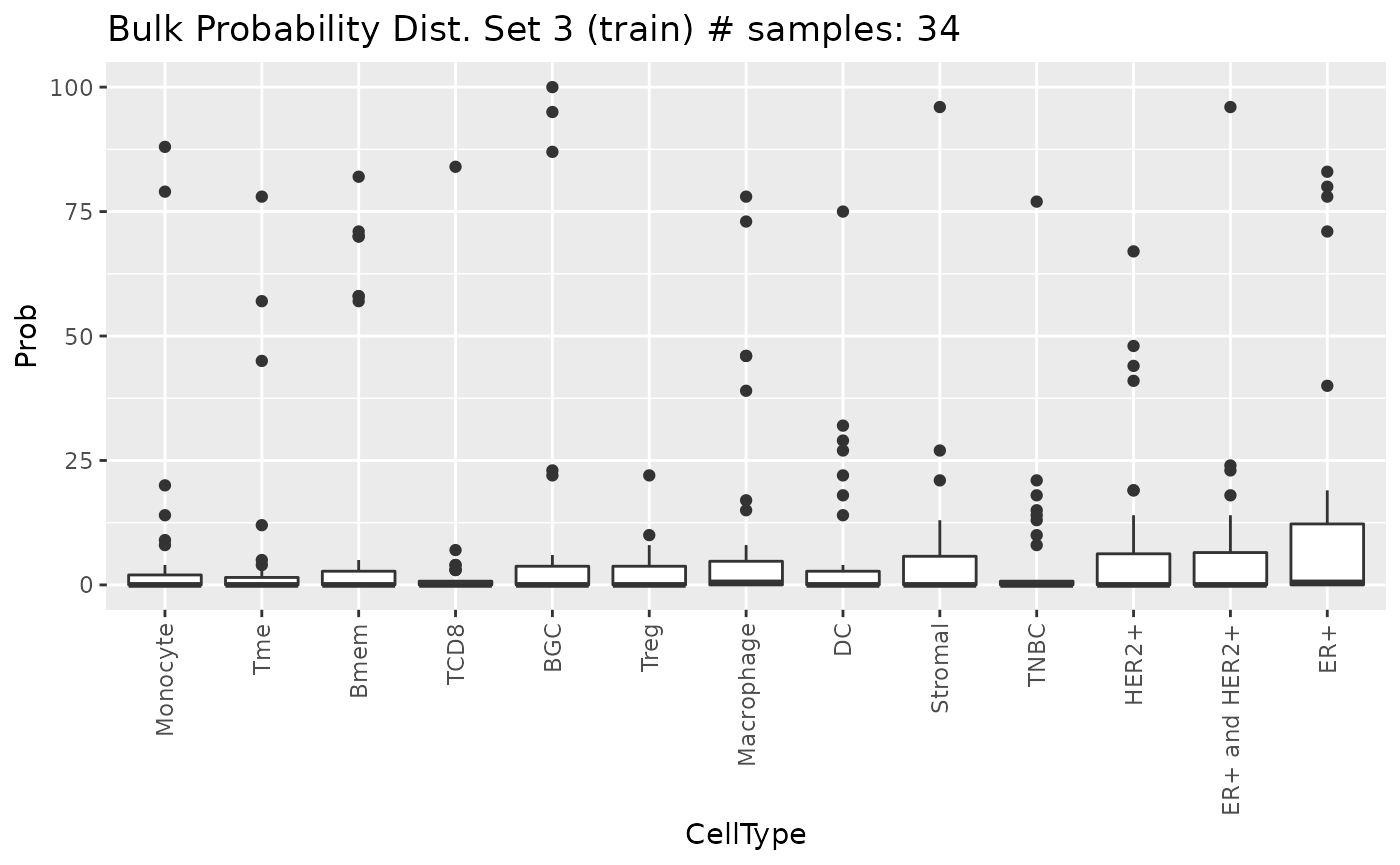 Bulk Probability Dist. Set 3 (train) # samples: 34
100
75
50
25
0
Prob
Monocyte
Tme
Bmem
TCD8
BGC
Treg
Macrophage
DC
Stromal
TNBC
HER2+
ER+ and HER2+
ER+
CellType